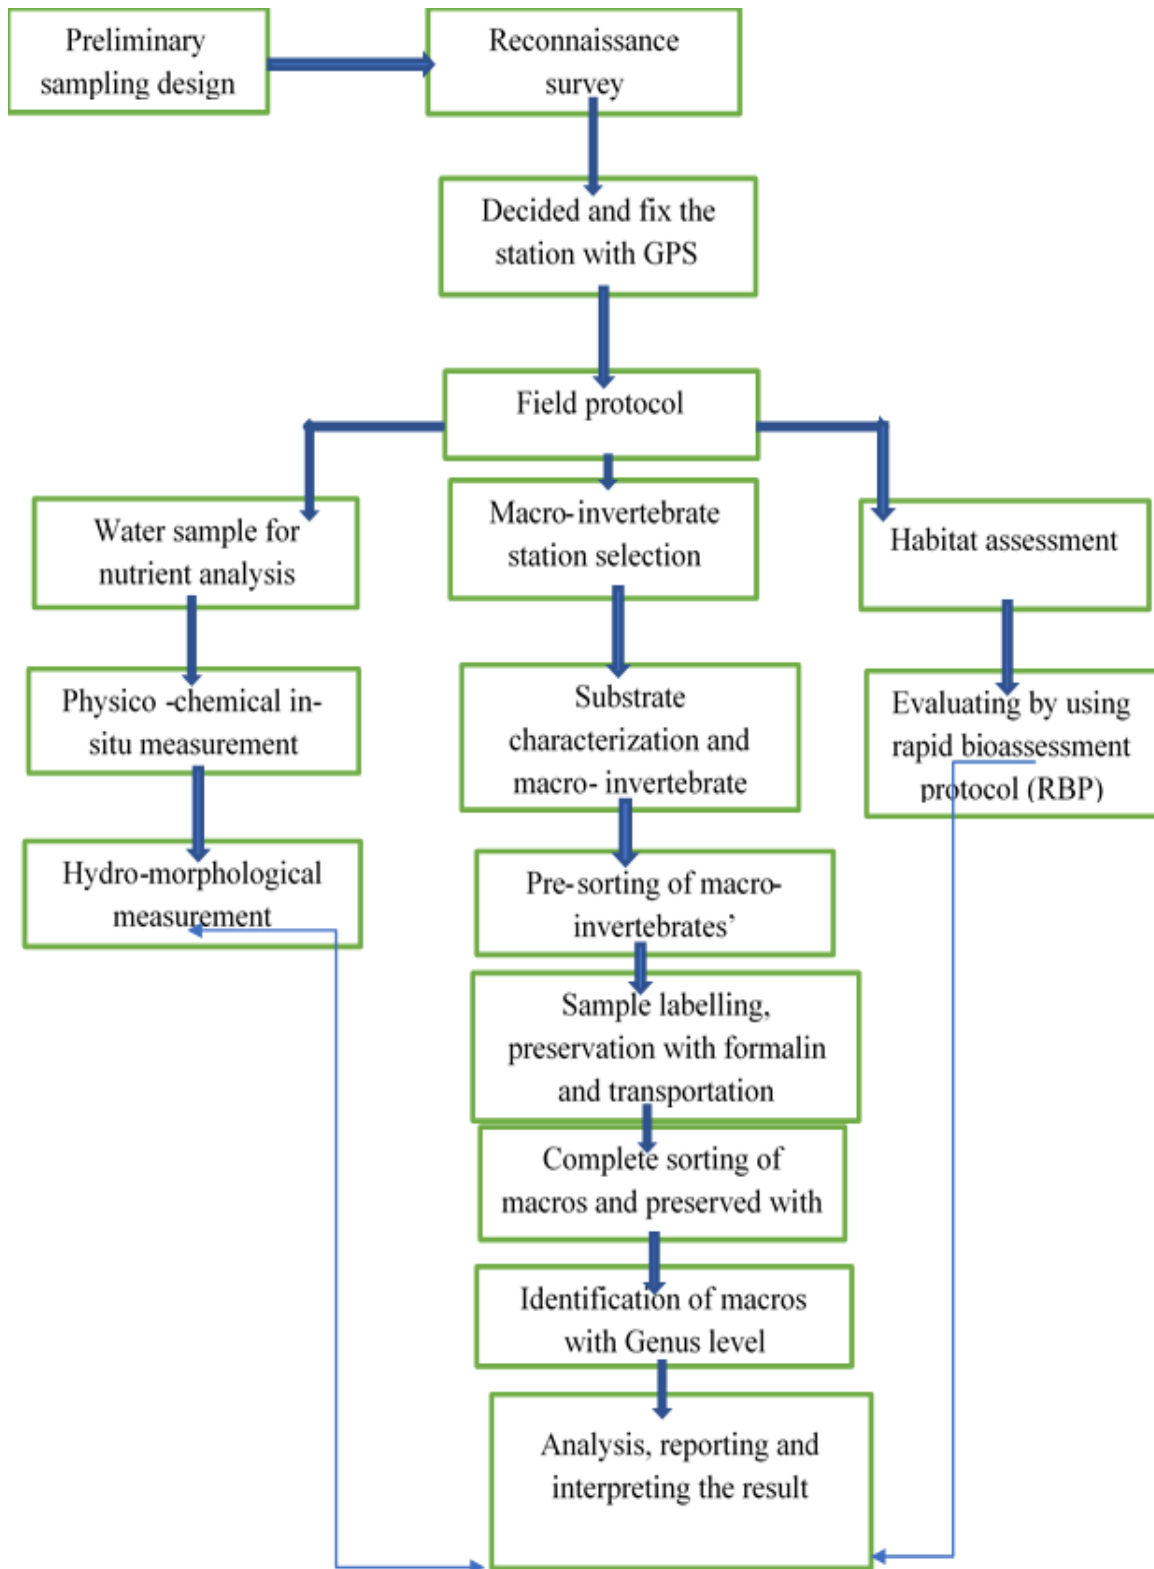 Preliminary
sampling design
Reconnaissance
survey
Decided and fix the
station with GPS
Field protocol
Water sample for
nutrient analysis
Macro-invertebrate
station selection
Habitat assessment
Physico -chemical in-
situ measurement
Substrate
characterization and
macro- invertebrate
Evaluating by using
rapid bioassessment
protocol (RBP)
Hydro-morphological
measurement
Pre-sorting of macro-
invertebrates’
Sample labelling,
preservation with formalin
and transportation
Complete sorting of
macros and preserved with
Identification of macros
with Genus level
Analysis, reporting and
interpreting the result